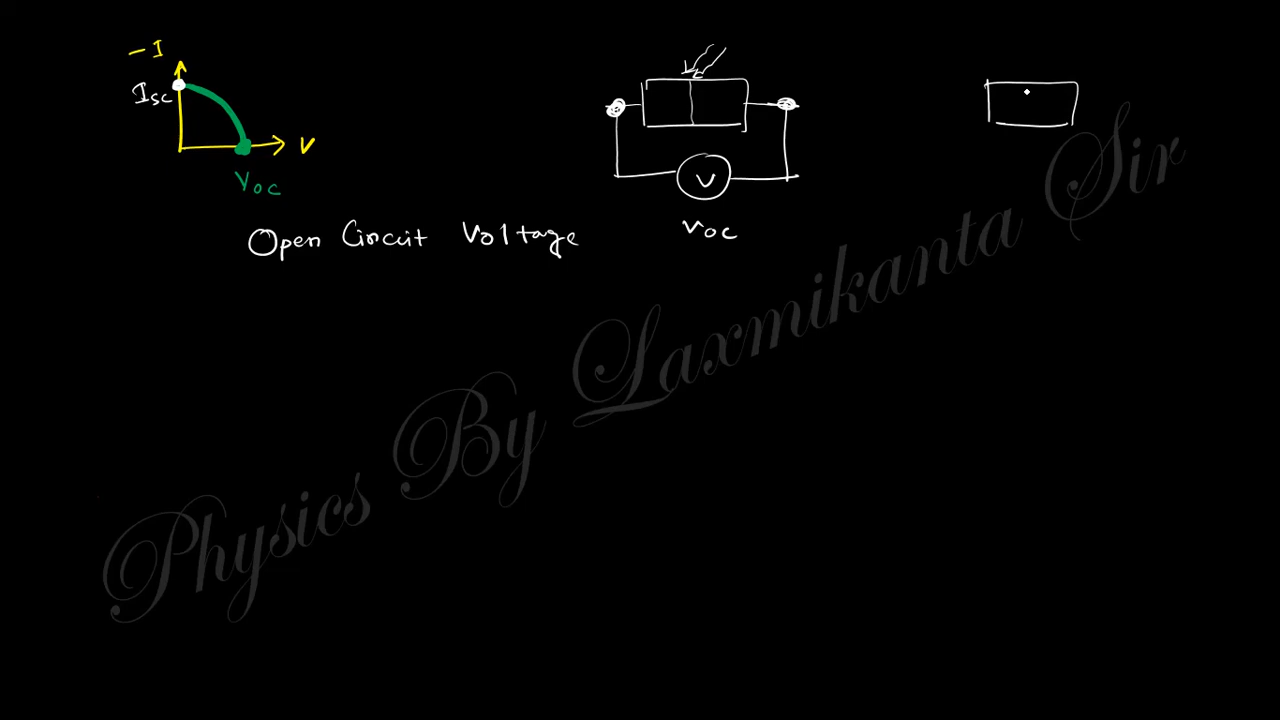 -I
Isc
V
Voc
Open Circuit Voltage
V
Voc
Physics By Laxmikanta Sir